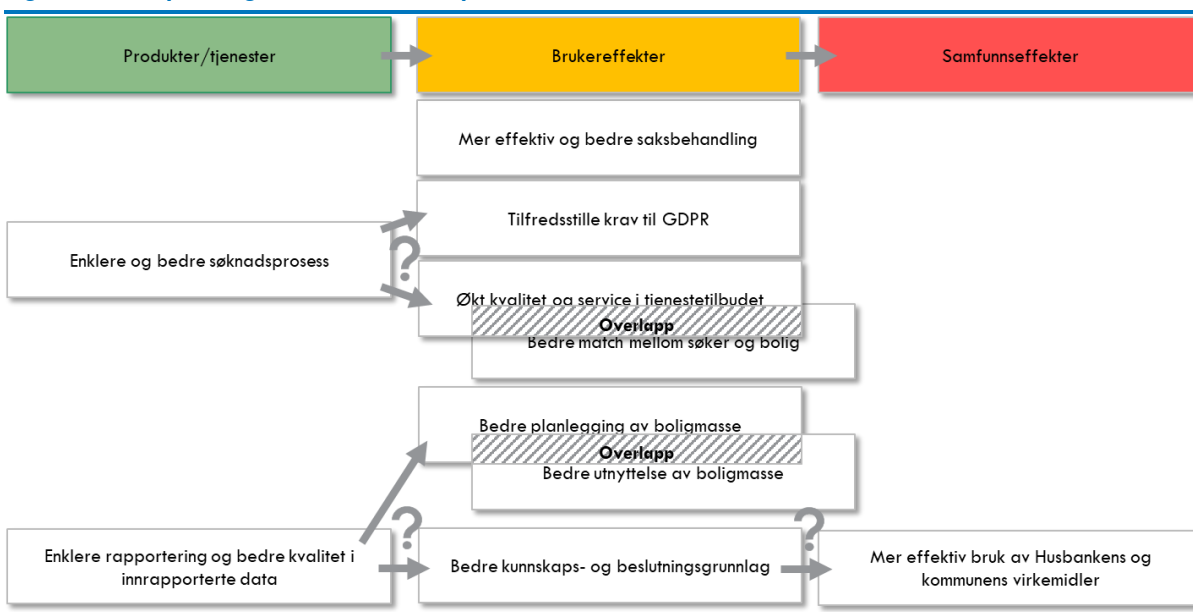 Produkter/tjenester
Brukereffekter
Samfunnseffekter
Mer effektiv og bedre saksbehandling
Tilfredsstille krav til GDPR
Enklere og bedre søknadsprosess
?
Økt kvalitet og service i tjenestetilbudet
Overlapp
Bedre match mellom søker og bolig
Bedre planlegging av boligmasse
Overlapp
Bedre utnyttelse av boligmasse
?
?
Enklere rapportering og bedre kvalitet i
innrapporterte data
Bedre kunnskaps- og beslutningsgrunnlag
Mer effektiv bruk av Husbankens og
kommunens virkemidler